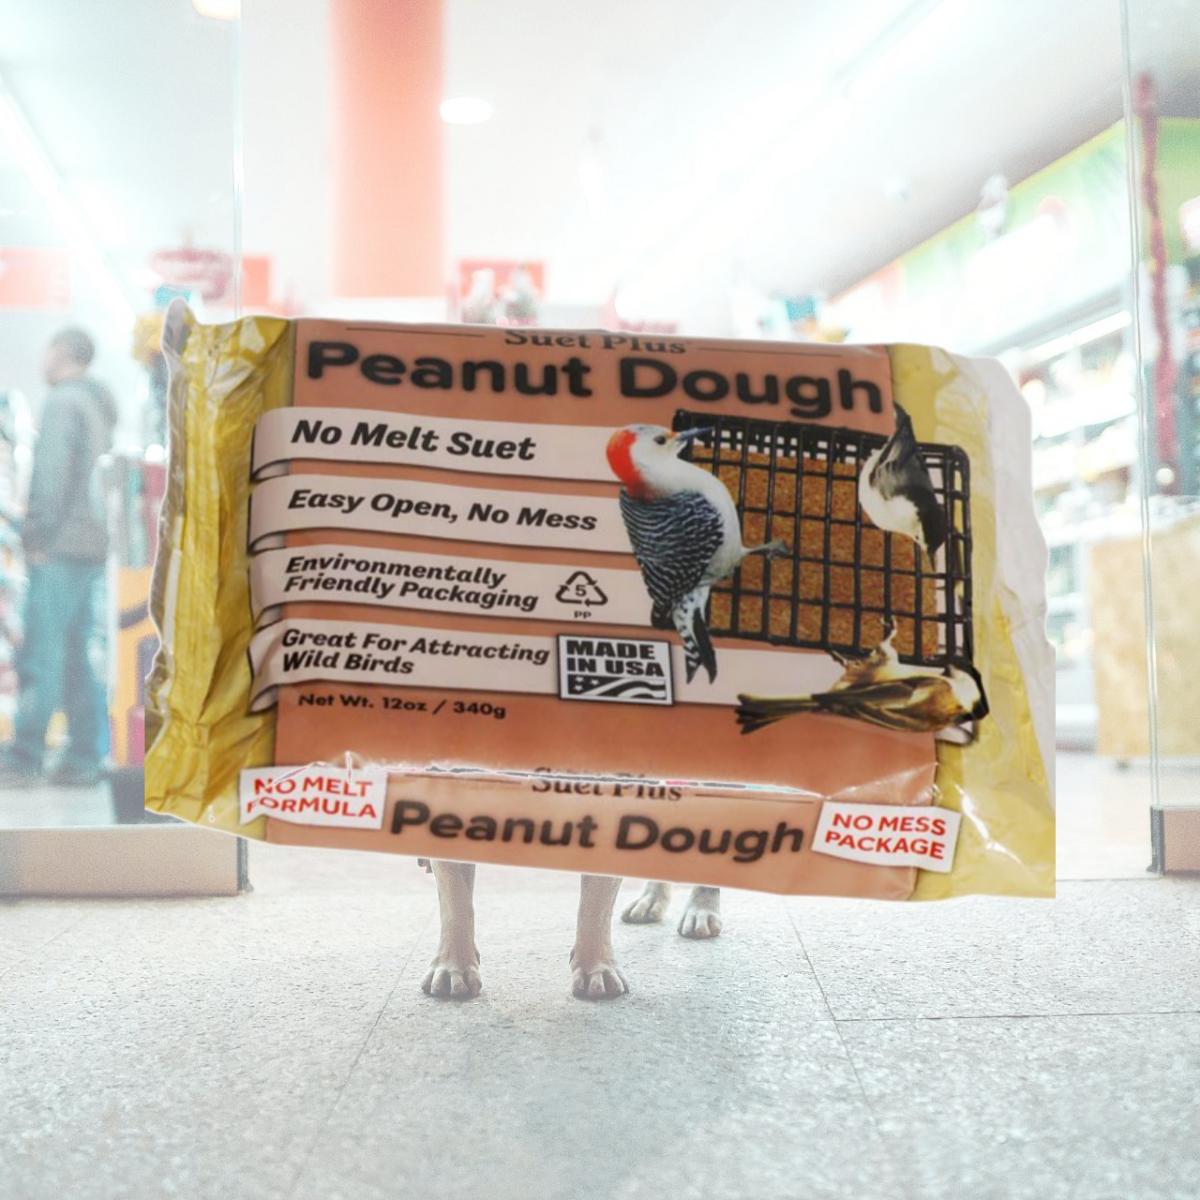 Suet Plus
Peanut Dough
No Melt Suet
Easy Open, No Mess
Environmentally
Friendly Packaging
5
PP
Great For Attracting
Wild Birds
MADE
IN USA
Net Wt. 12oz / 340g
Suet Plus
NO MELT
FORMULA
Peanut Dough
NO MESS
PACKAGE